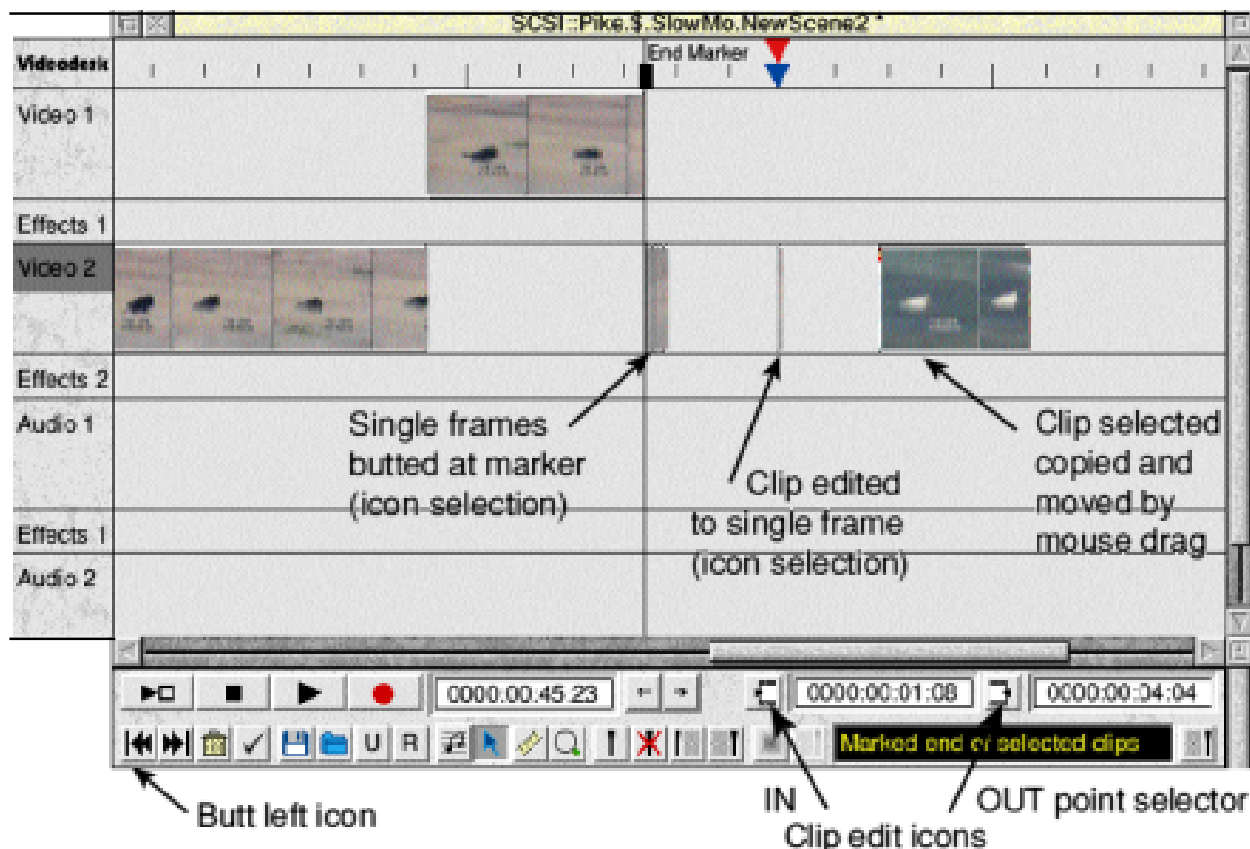 SCSI::Pike.$.SlowMo.NewScene2 *
End Marker
Videodesk
Video 1
Effects 1
Video 2
Effects 2
Audio 1
Single frames
butted at marker
(icon selection)
Clip edited
to single frame
(icon selection)
Clip selected
copied and
moved by
mouse drag
Effects 1
Audio 2
0000:00:45:23
0000:00:01:08
0000:00:04:04
U R
Marked end of selected clips
Butt left icon
IN
OUT point selector
Clip edit icons